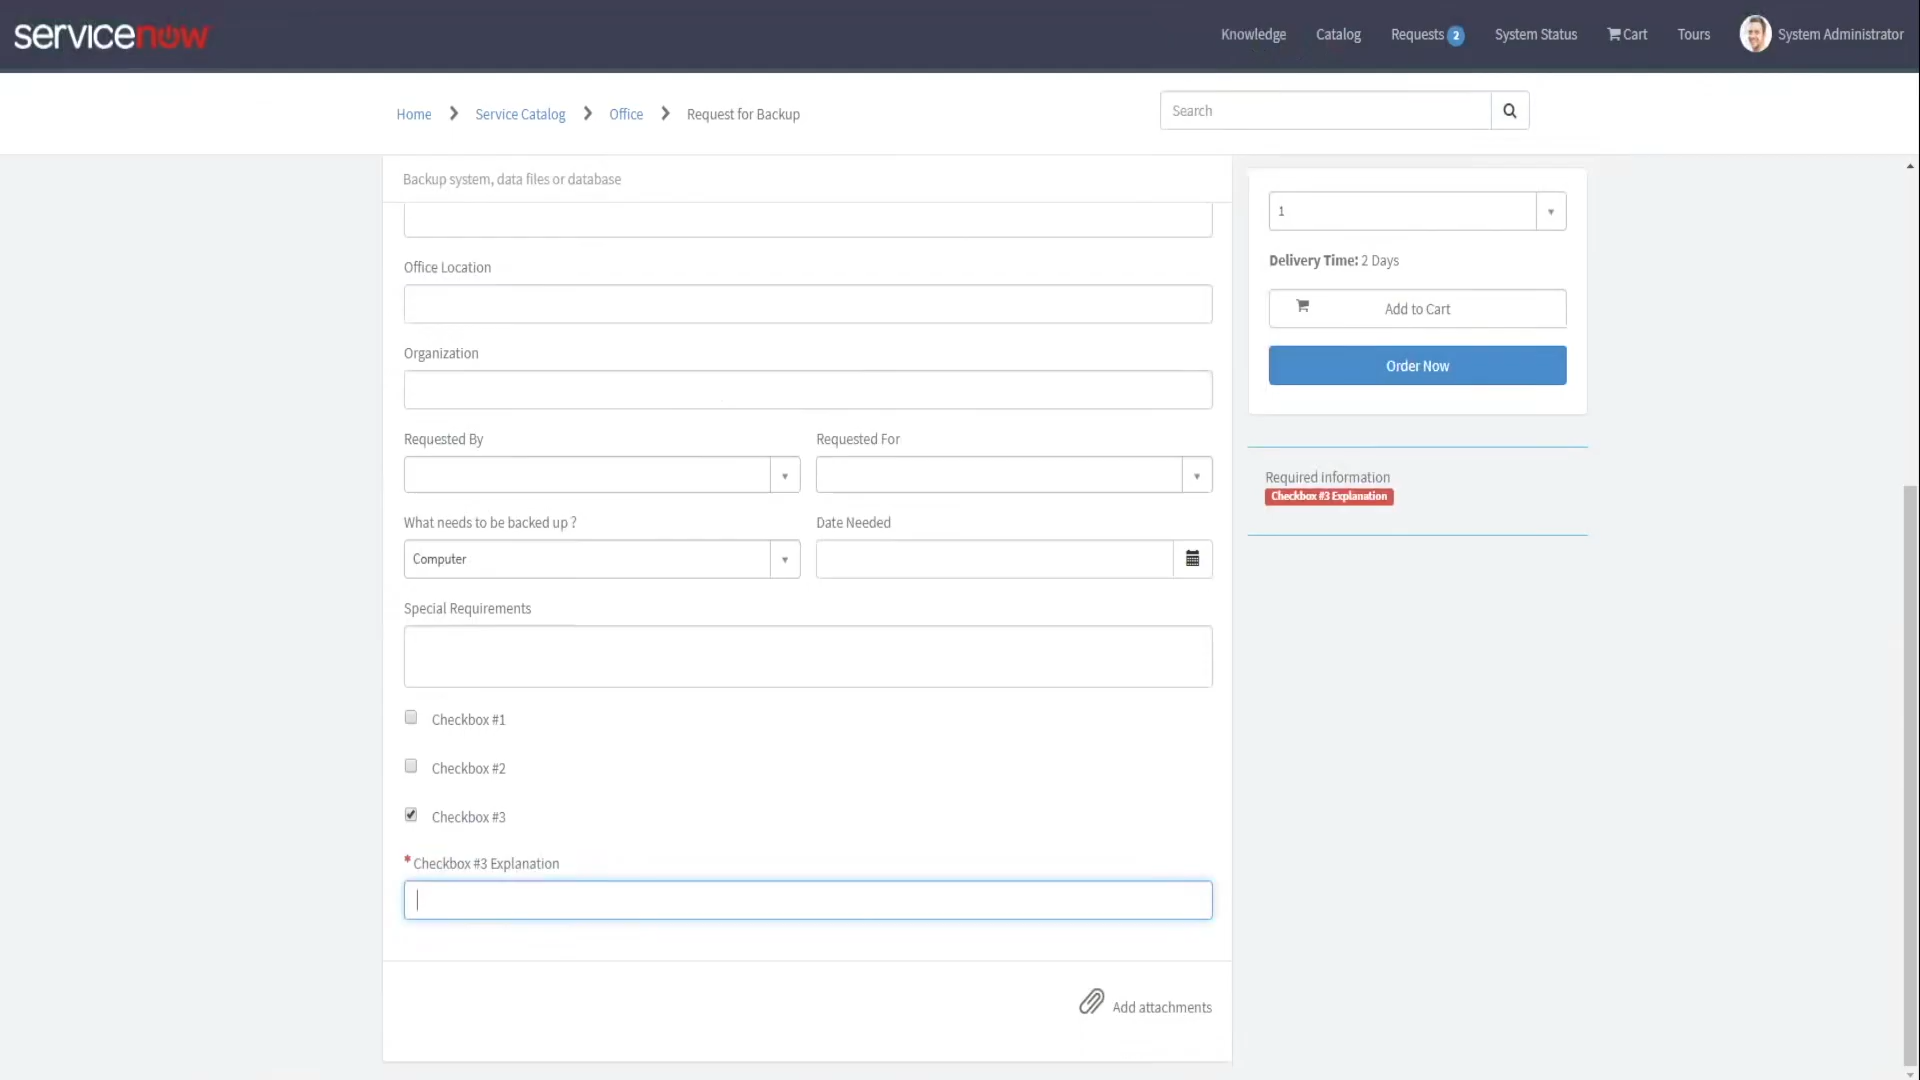 servicenow
Knowledge
Catalog
Requests 2
System Status
Cart
Tours
System Administrator
Home
Service Catalog
Office
Request for Backup
Search
Backup system, data files or database
Office Location
Organization
Requested By
Requested For
What needs to be backed up ?
Date Needed
Computer
Special Requirements
Checkbox #1
Checkbox #2
Checkbox #3
* Checkbox #3 Explanation
Add attachments
1
Delivery Time: 2 Days
Add to Cart
Order Now
Required information
Checkbox #3 Explanation